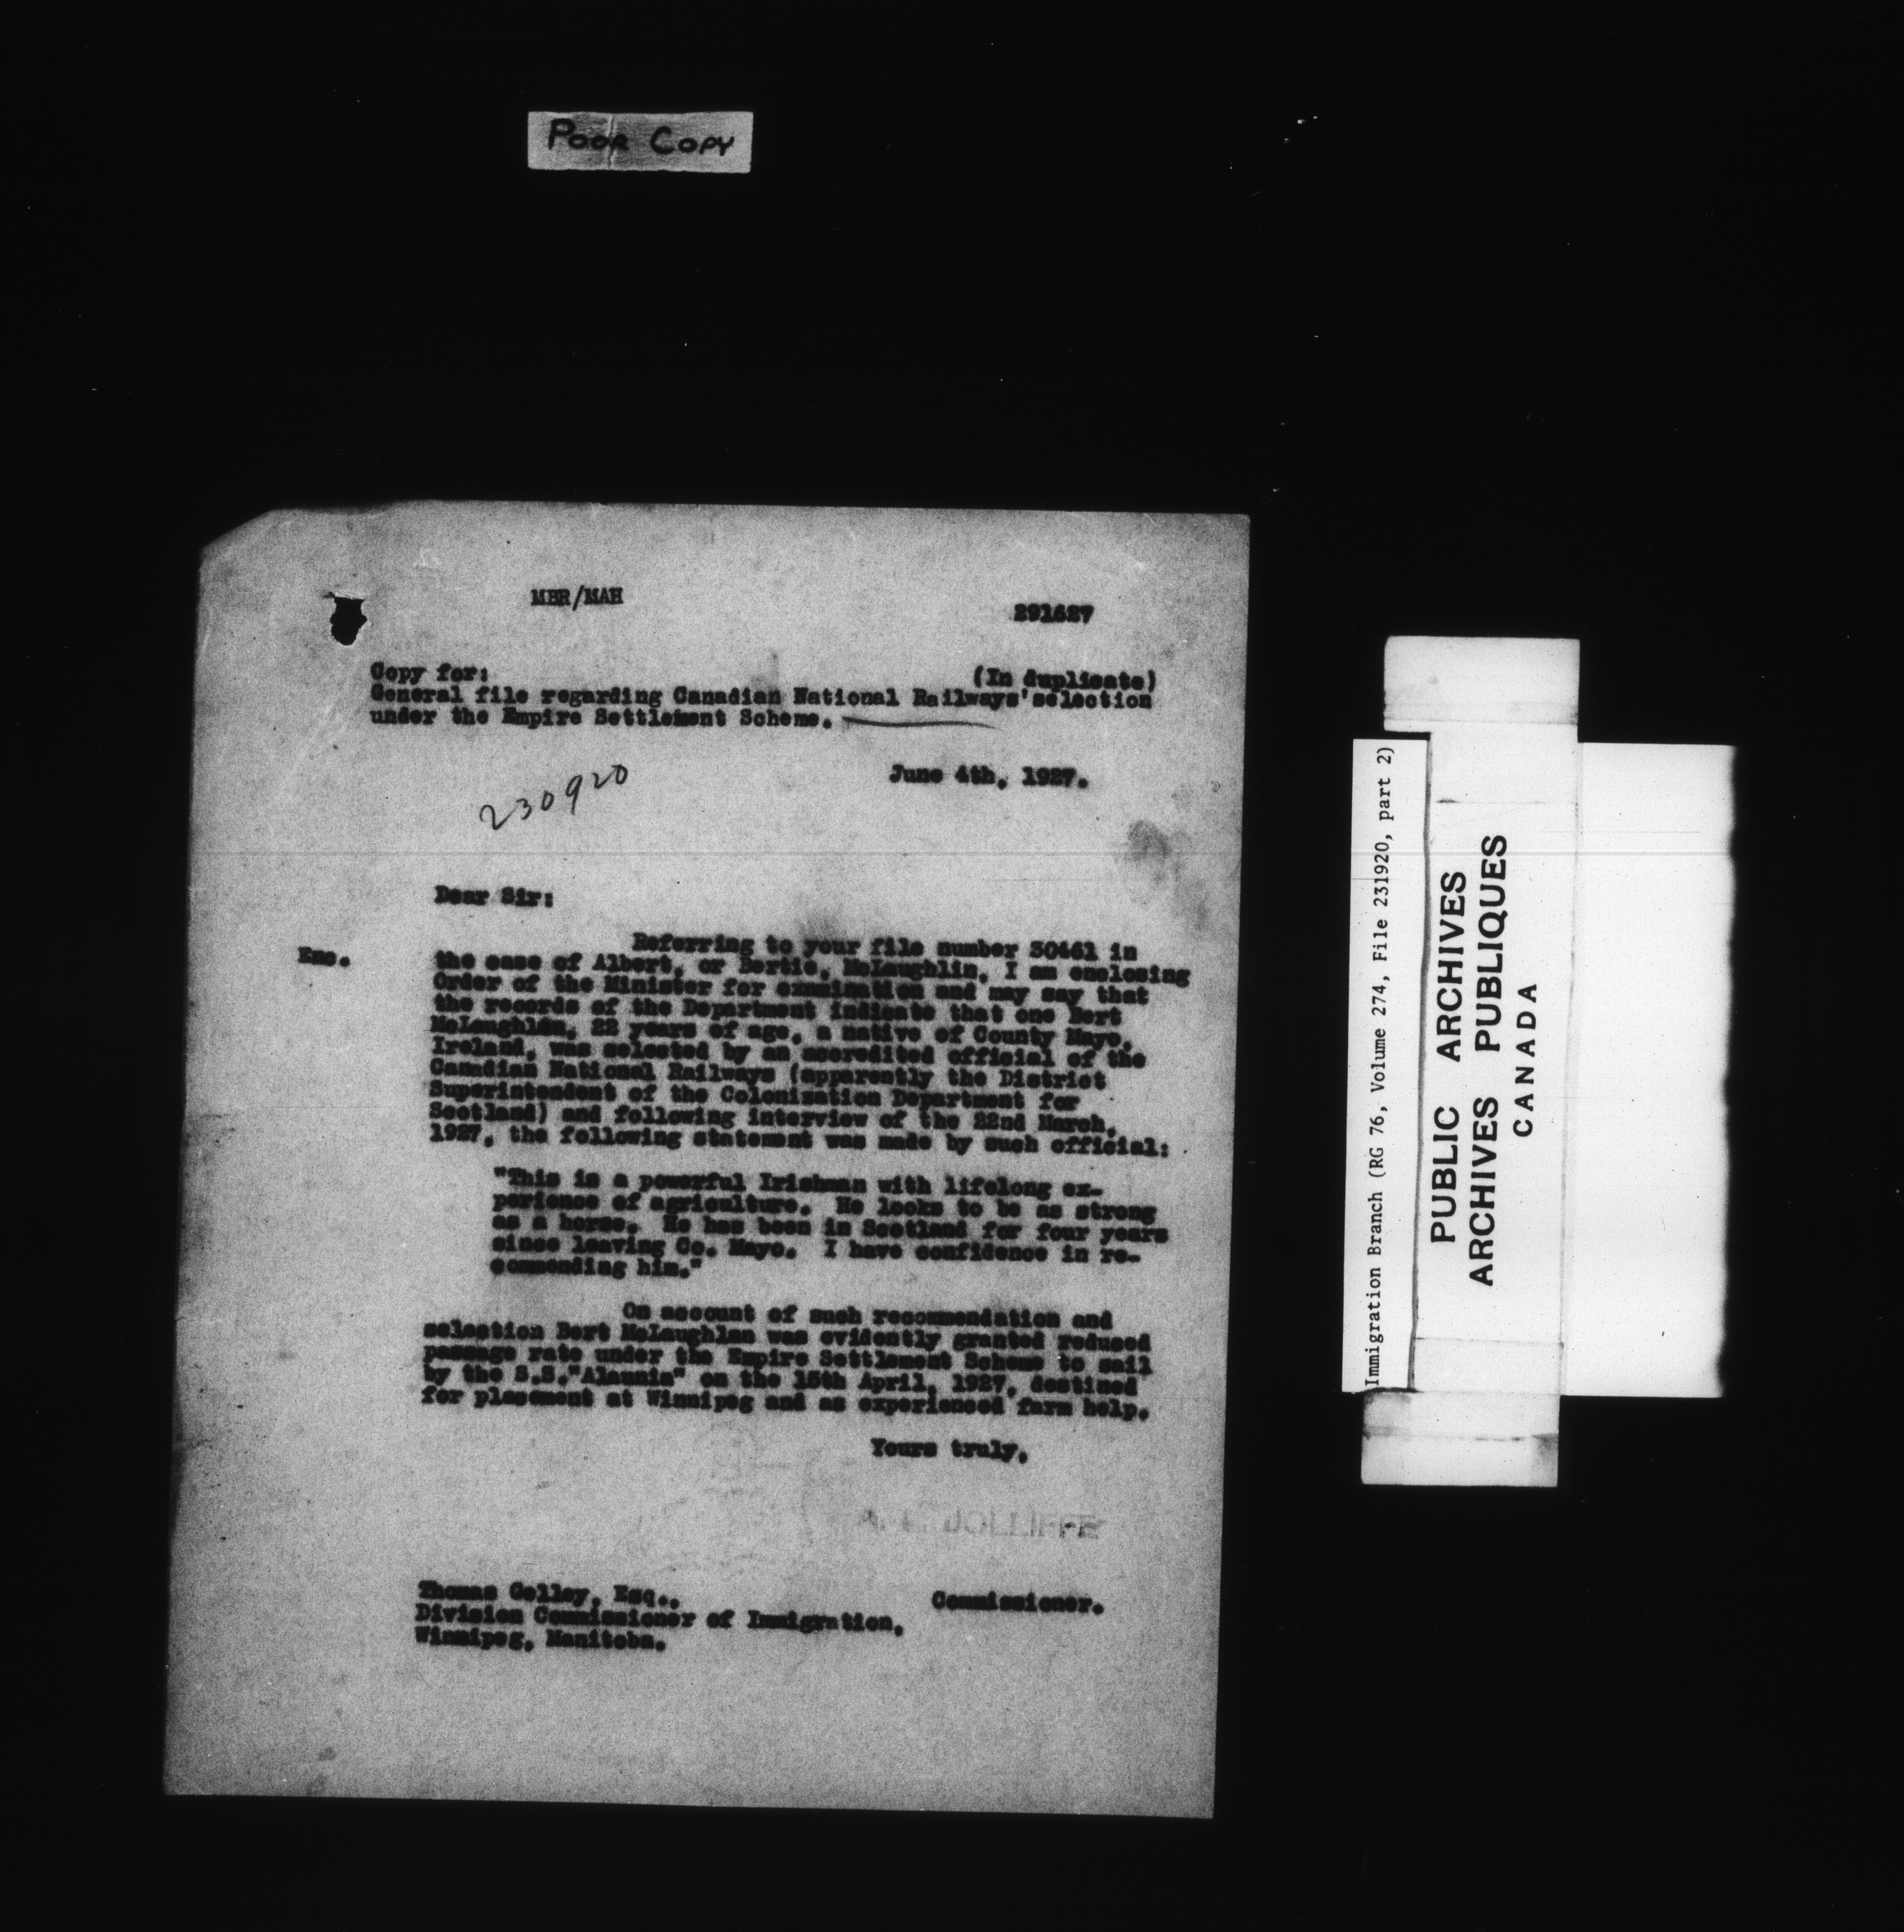 POOR COPY
MBR/MAH
291627
Copy for:
(In duplicate)
General file regarding Canadian National Railways' selection
under the Empire Settlement Scheme.
June 4th, 1927.
230920
Dear Sir:
Enc.
Referring to your file number 50461 in
the case of Albert, or Bertie, McLaughlin, I am enclosing
Order of the Minister for examination and may say that
the records of the Department indicate that one Bert
McLaughlan, 22 years of age, a native of County Mayo,
Ireland, was selected by an accredited official of the
Canadian National Railways (apparently the District
Superintendent of the Colonization Department for
Scotland) and following interview of the 22nd March,
1927, the following statement was made by such official:
"This is a powerful Irishman with lifelong ex-
perience of agriculture. He looks to be as strong
as a horse. He has been in Scotland for four years
since leaving Co. Mayo. I have confidence in re-
commending him."
On account of such recommendation and
selection Bert McLaughlan was evidently granted reduced
passage rate under the Empire Settlement Scheme to sail
by the S.S."Alaunia" on the 15th April, 1927, destined
for placement at Winnipeg and as experienced farm help.
Yours truly,
JOLLIFFE
Commissioner.
Thomas Gelley, Esq.,
Division Commissioner of Immigration,
Winnipeg, Manitoba.
Immigration Branch (RG 76, Volume 274, File 231920, part 2)
PUBLIC ARCHIVES
ARCHIVES PUBLIQUES
CANADA